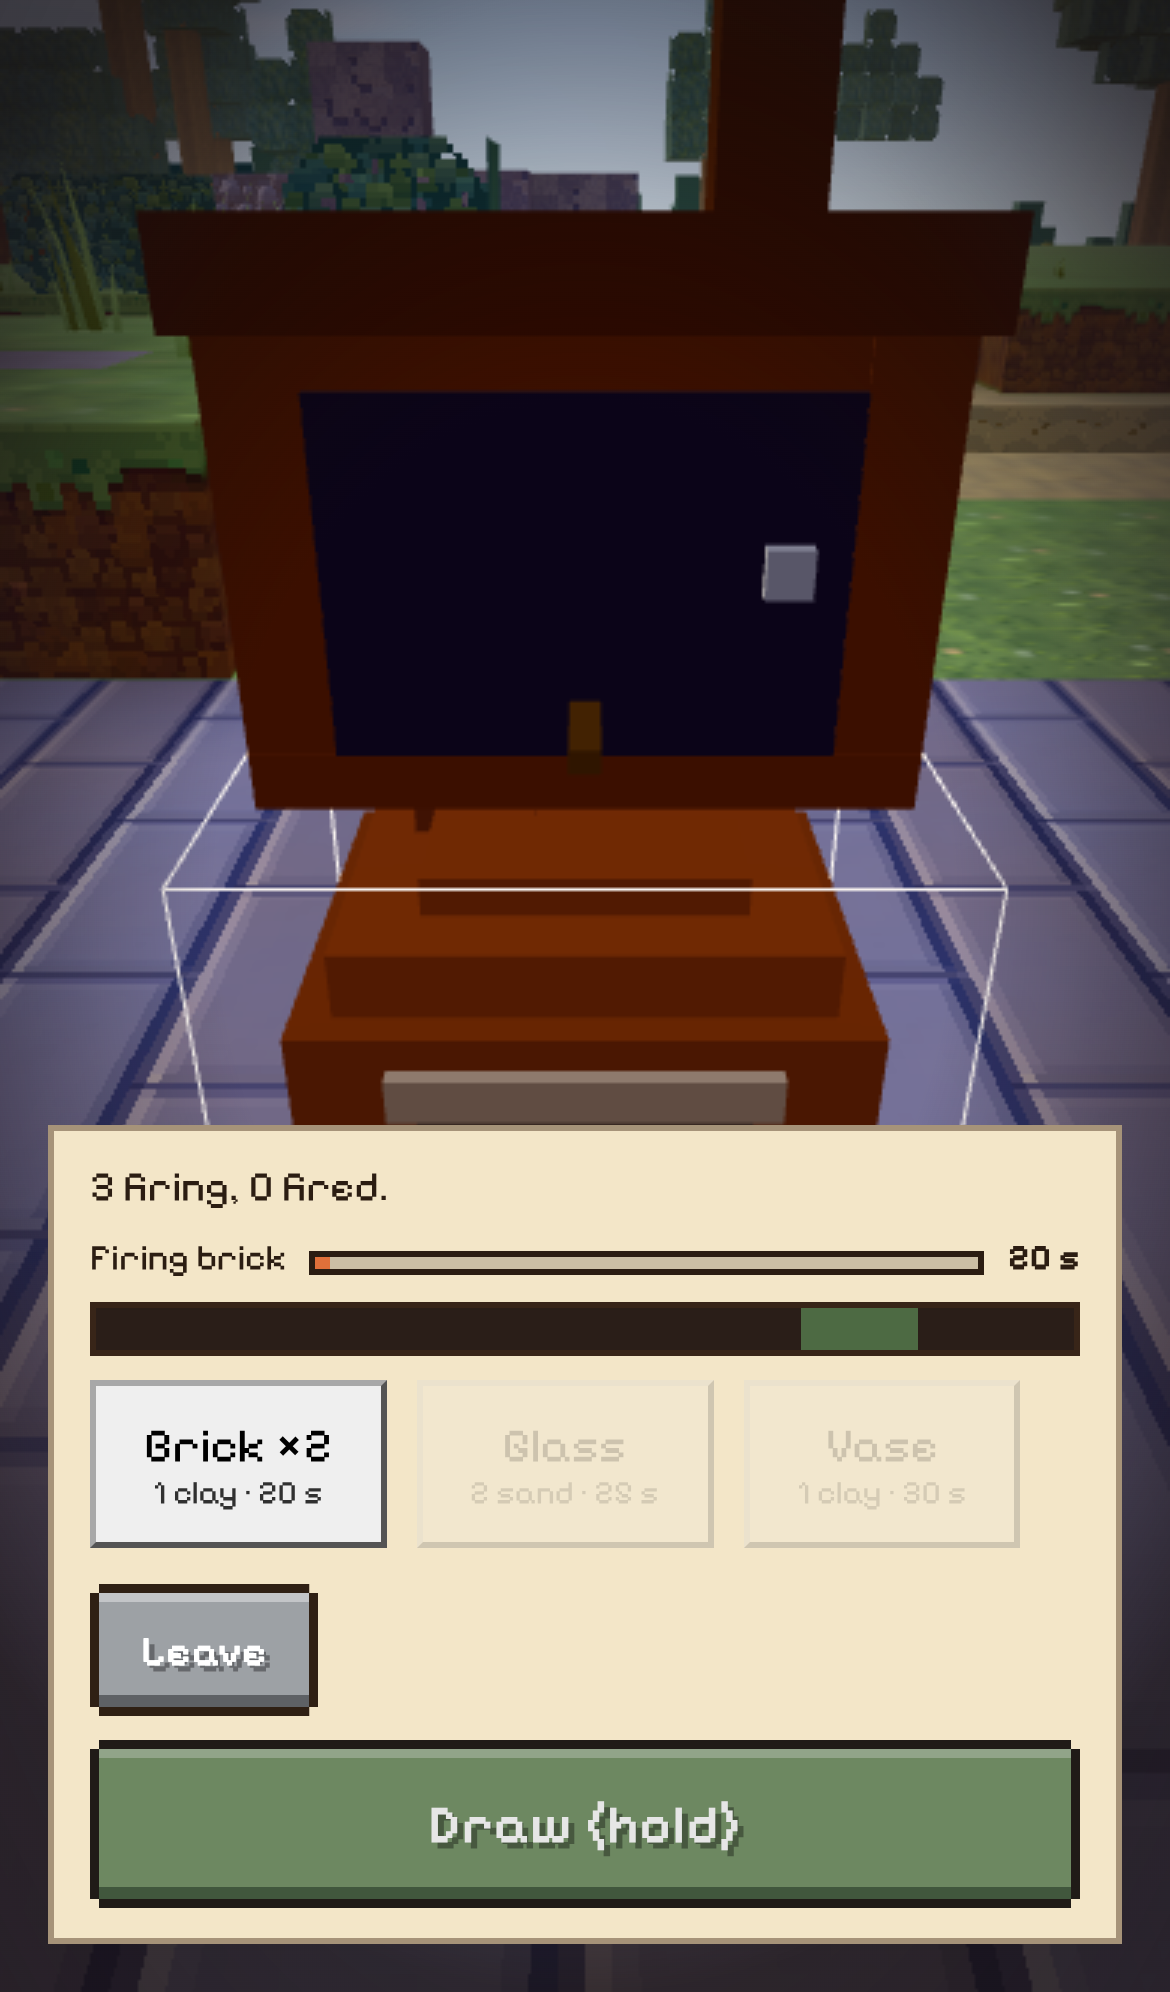 3 firing, 0 fired.
Firing brick 20 s
Brick ×2
1 clay · 20 s
Glass
2 sand · 25 s
Vase
1 clay · 30 s
Leave
Draw (hold)